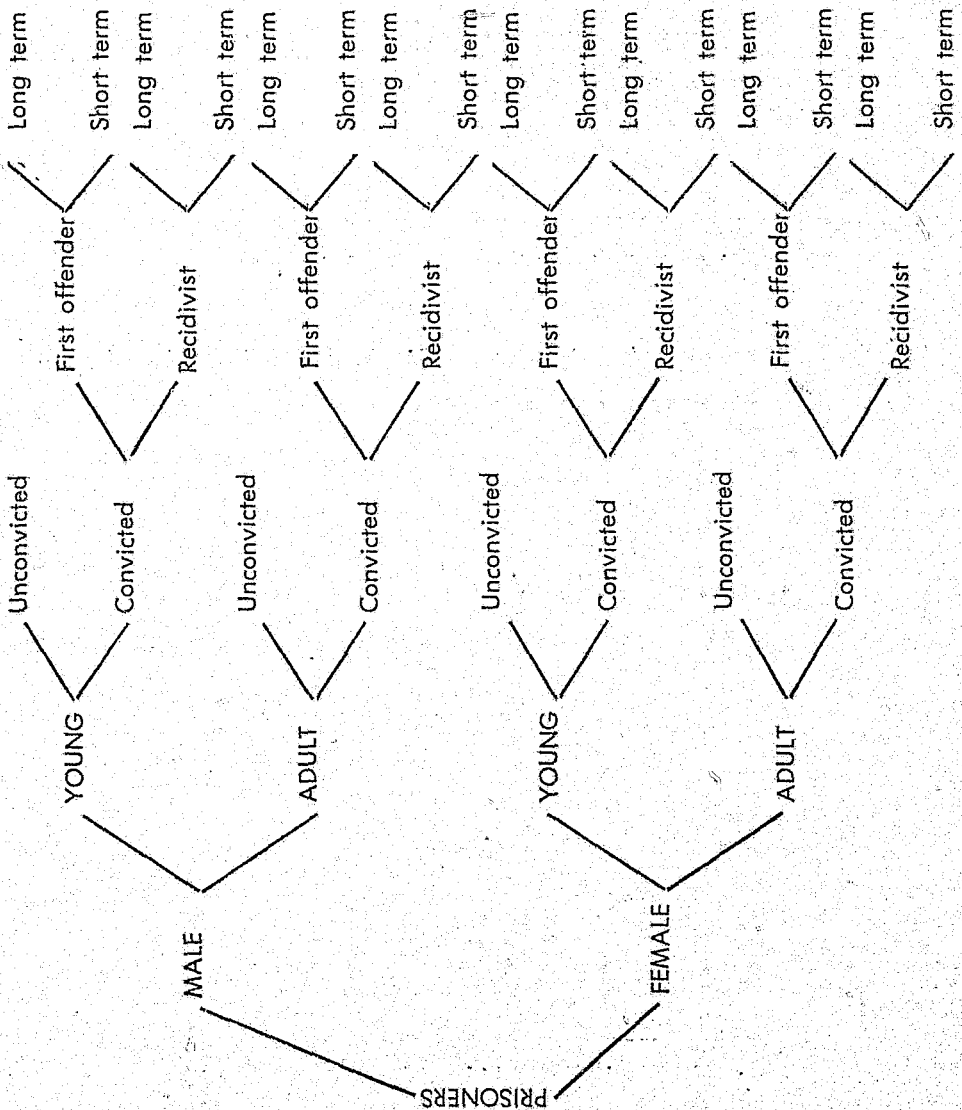 PRISONERS
MALE
FEMALE
YOUNG
ADULT
YOUNG
ADULT
Unconvicted
Convicted
Unconvicted
Convicted
Unconvicted
Convicted
Unconvicted
Convicted
First offender
Recidivist
First offender
Recidivist
First offender
Recidivist
First offender
Recidivist
Long term
Short term
Long term
Short term
Long term
Short term
Long term
Short term
Long term
Short term
Long term
Short term
Long term
Short term
Long term
Short term